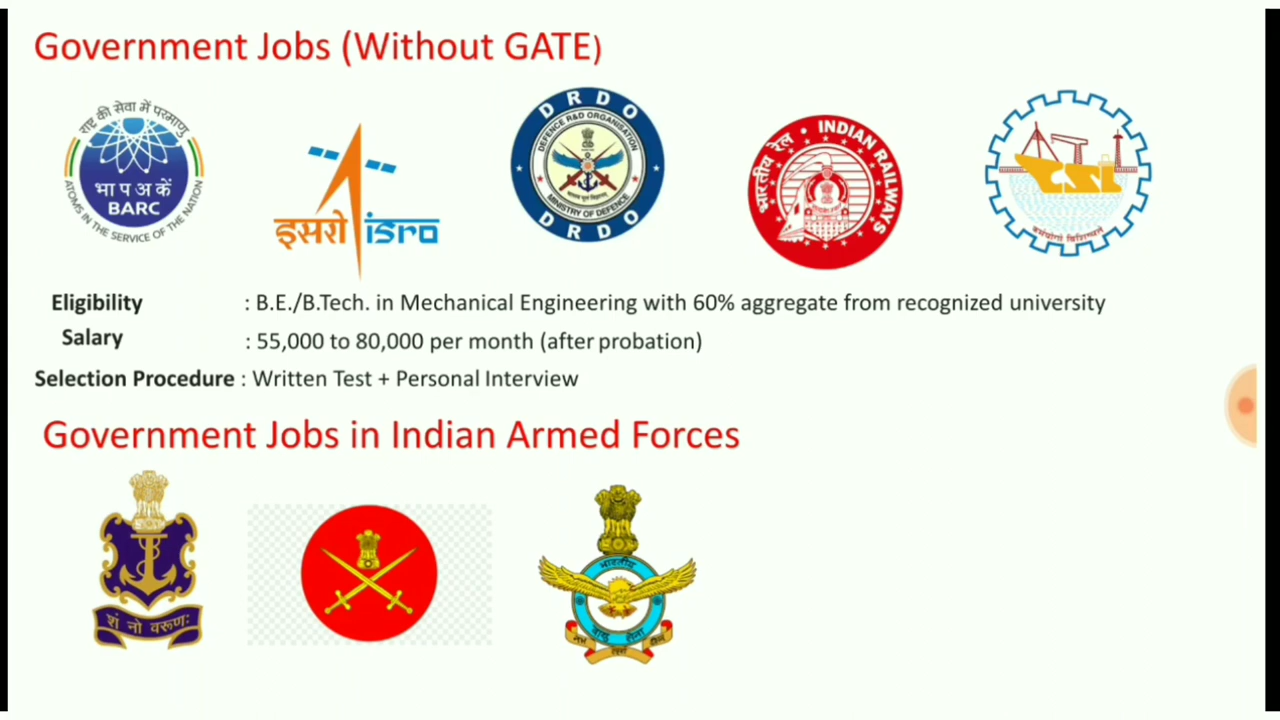 Government Jobs (Without GATE)
राष्ट्र की सेवा में परमाणु
भा प अ कें
BARC
ATOMS IN THE SERVICE OF THE NATION
इसरो isro
DRDO
DEFENCE R&D ORGANISATION
MINISTRY OF DEFENCE
DRDO
भारतीय रेल • INDIAN RAILWAYS
CSL
Eligibility : B.E./B.Tech. in Mechanical Engineering with 60% aggregate from recognized university
Salary : 55,000 to 80,000 per month (after probation)
Selection Procedure : Written Test + Personal Interview
Government Jobs in Indian Armed Forces
शं नो वरूणः
भारतीय
वायु सेना